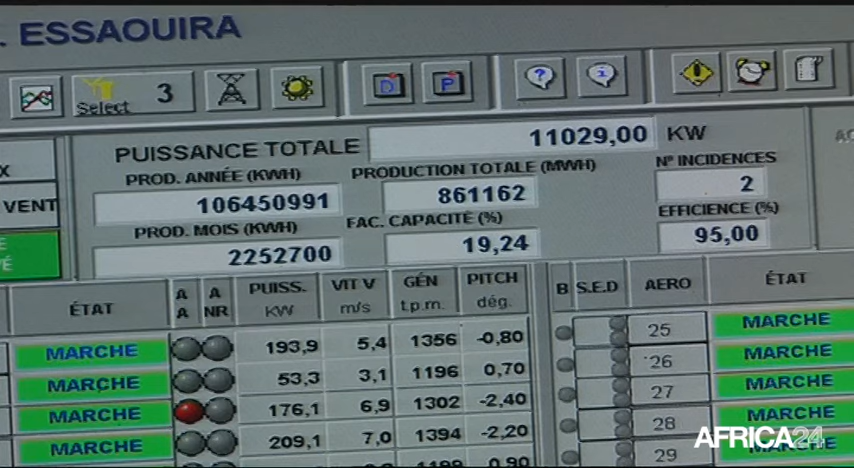 . ESSAOUIRA
Select 3
D P ? i
PUISSANCE TOTALE 11029,00 KW
PROD. ANNÉE (KWH) PRODUCTION TOTALE (MWH) Nº INCIDENCES
106450991 861162 2
PROD. MOIS (KWH) FAC. CAPACITÉ (%) EFFICIENCE (%)
2252700 19,24 95,00
X
VENT
ÉTAT A A A NR PUISS. KW VIT V m/s GÉN t.p.m. PITCH dég. B S.E.D AERO ÉTAT
MARCHE 193,9 5,4 1356 -0,80 25 MARCHE
MARCHE 53,3 3,1 1196 0,70 26 MARCHE
MARCHE 176,1 6,9 1302 -2,40 27 MARCHE
MARCHE 209,1 7,0 1394 -2,20 28 MARCHE
29
AFRICA24